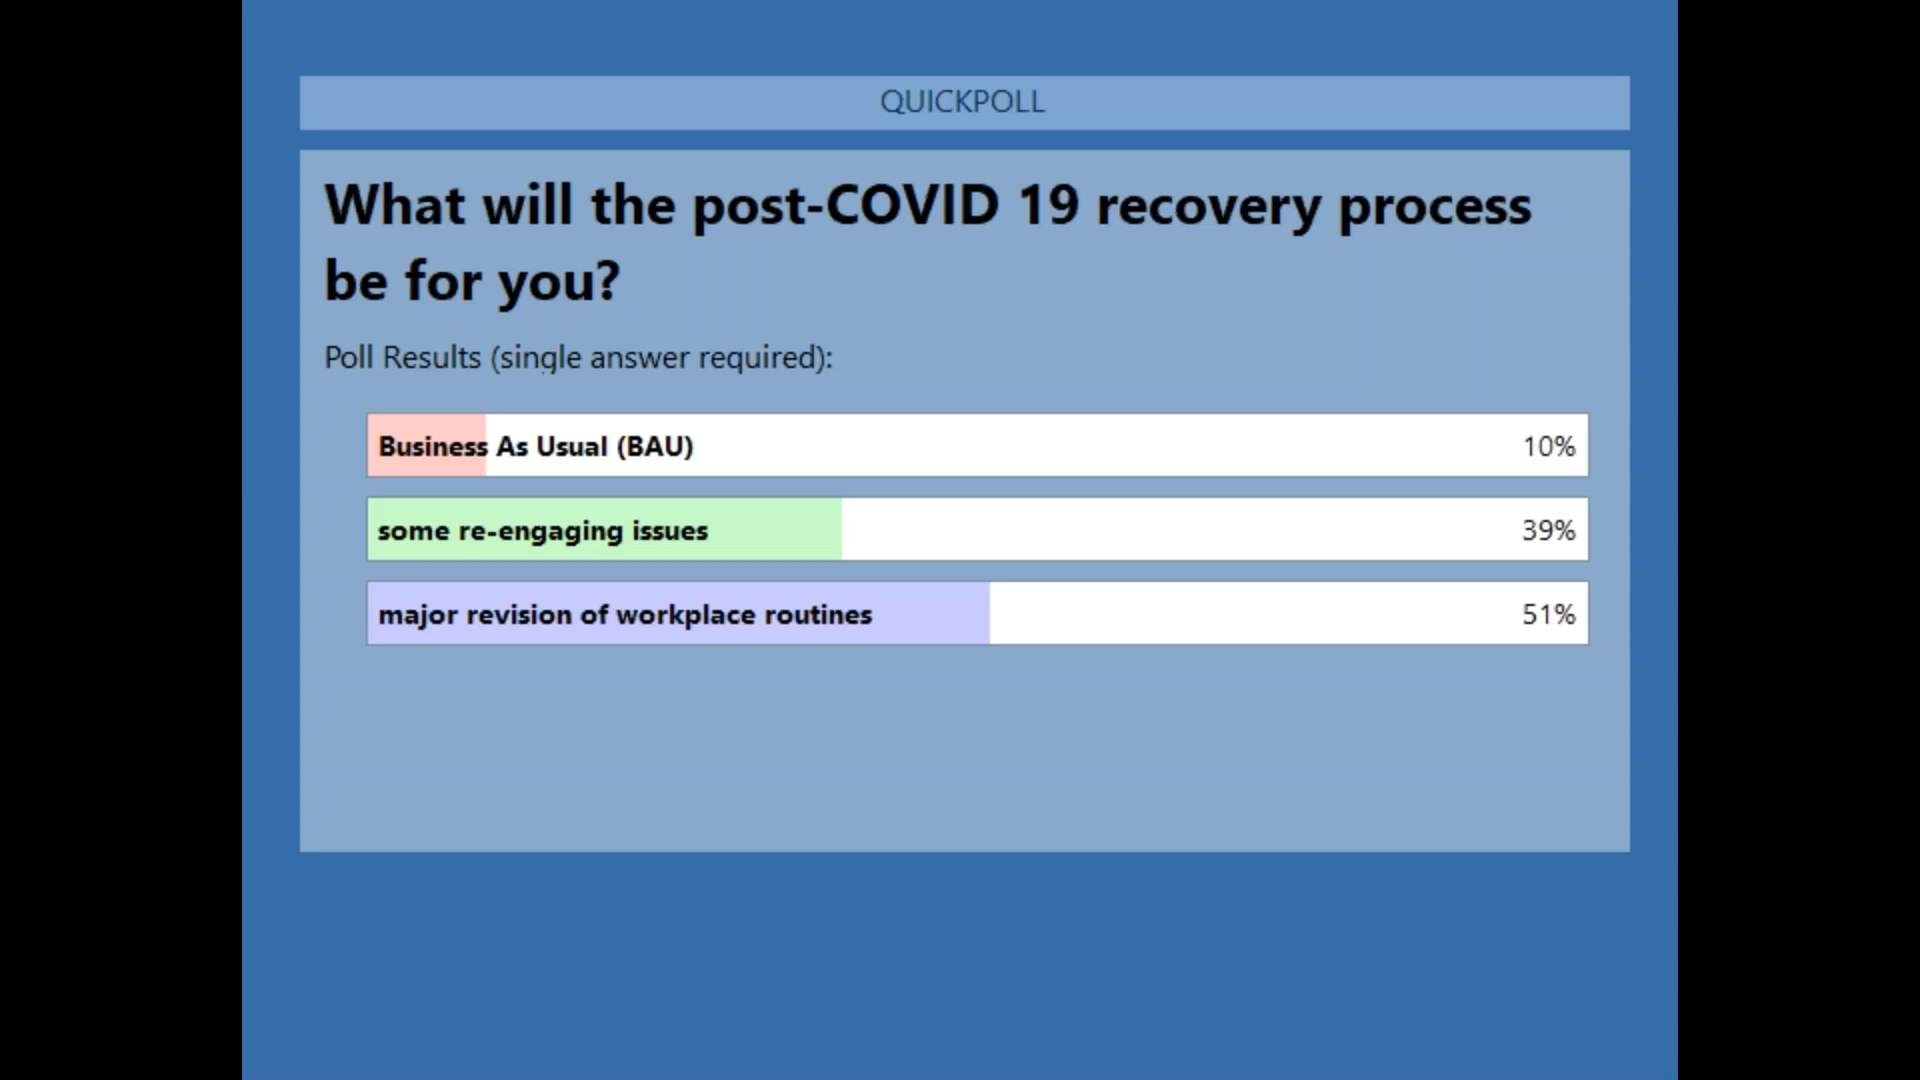 QUICKPOLL
What will the post-COVID 19 recovery process
be for you?
Poll Results (single answer required):
Business As Usual (BAU) 10%
some re-engaging issues 39%
major revision of workplace routines 51%